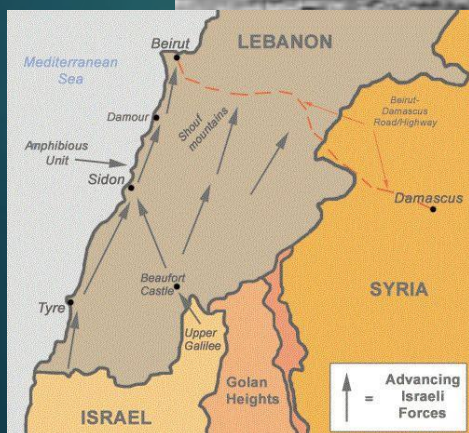 Beirut
LEBANON
Mediterranean
Sea
Damour
Shouf
mountains
Beirut-
Damascus
Road/Highway
Amphibious
Unit
Sidon
Damascus
Beaufort
Castle
SYRIA
Tyre
Upper
Galilee
Golan
Heights
ISRAEL
= Advancing
Israeli
Forces